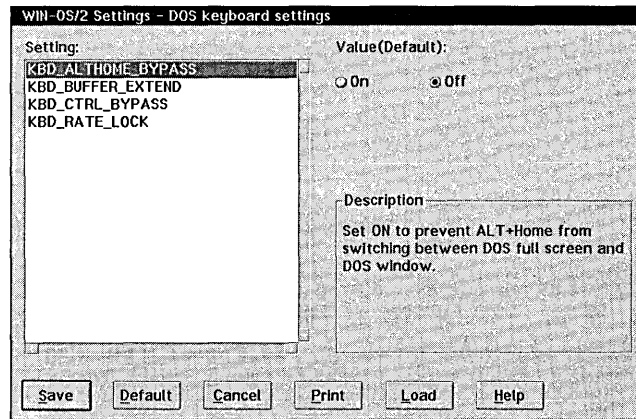 WIN-OS/2 Settings - DOS keyboard settings
Setting:
KBD_ALTHOME_BYPASS
KBD_BUFFER_EXTEND
KBD_CTRL_BYPASS
KBD_RATE_LOCK
Value(Default):
On
Off
Description
Set ON to prevent ALT+Home from
switching between DOS full screen and
DOS window.
Save
Default
Cancel
Print
Load
Help